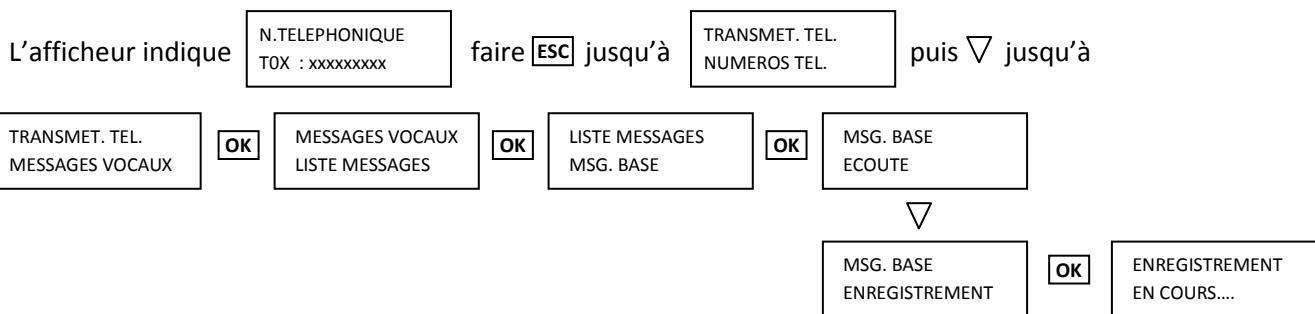 L'afficheur indique N.TELEPHONIQUE T0X : xxxxxxxxx faire ESC jusqu'à TRANSMET. TEL. NUMEROS TEL. puis ▽ jusqu'à
TRANSMET. TEL. MESSAGES VOCAUX OK MESSAGES VOCAUX LISTE MESSAGES OK LISTE MESSAGES MSG. BASE OK MSG. BASE ECOUTE
▽
MSG. BASE ENREGISTREMENT OK ENREGISTREMENT EN COURS....